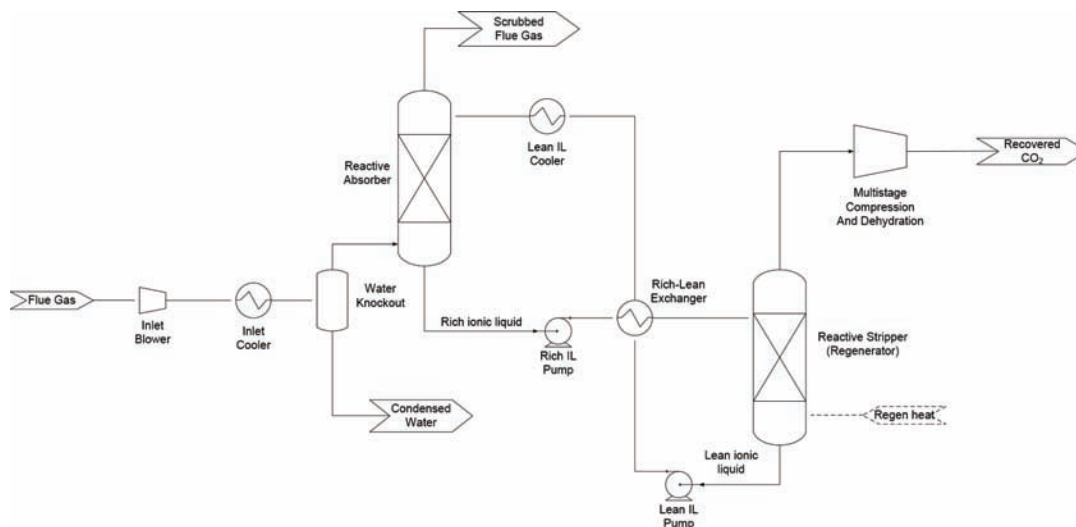 Scrubbed
Flue Gas
Lean IL
Cooler
Reactive
Absorber
Recovered
CO₂
Multistage
Compression
And Dehydration
Flue Gas
Inlet
Blower
Inlet
Cooler
Water
Knockout
Rich-Lean
Exchanger
Rich ionic liquid
Rich IL
Pump
Reactive Stripper
(Regenerator)
Condensed
Water
Regen heat
Lean ionic
liquid
Lean IL
Pump